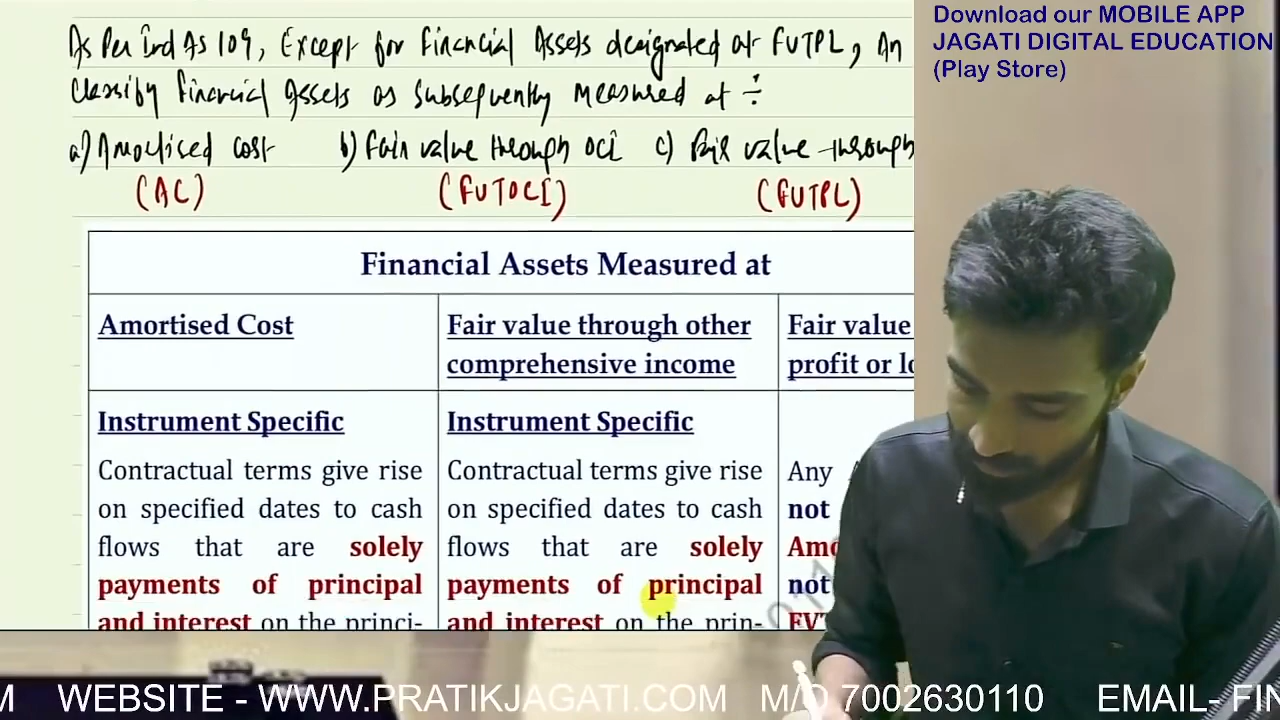 Download our MOBILE APP
JAGATI DIGITAL EDUCATION
(Play Store)
As Per Ind As 109, Except for Financial Assets designated at FVTPL, An
Classify Financial Assets as Subsequently Measured at ÷
a) Amortised Cost b) Fair value through OCI c) Fair value through
(AC) (FVTOCI) (FVTPL)
Financial Assets Measured at
Amortised Cost
Fair value through other
comprehensive income
Fair value
profit or lo
Instrument Specific
Contractual terms give rise
on specified dates to cash
flows that are solely
payments of principal
and interest on the princi-
Instrument Specific
Contractual terms give rise
on specified dates to cash
flows that are solely
payments of principal
and interest on the prin-
Any
not
Amo
not
FVT
WEBSITE - WWW.PRATIKJAGATI.COM M/O 7002630110 EMAIL- FIN